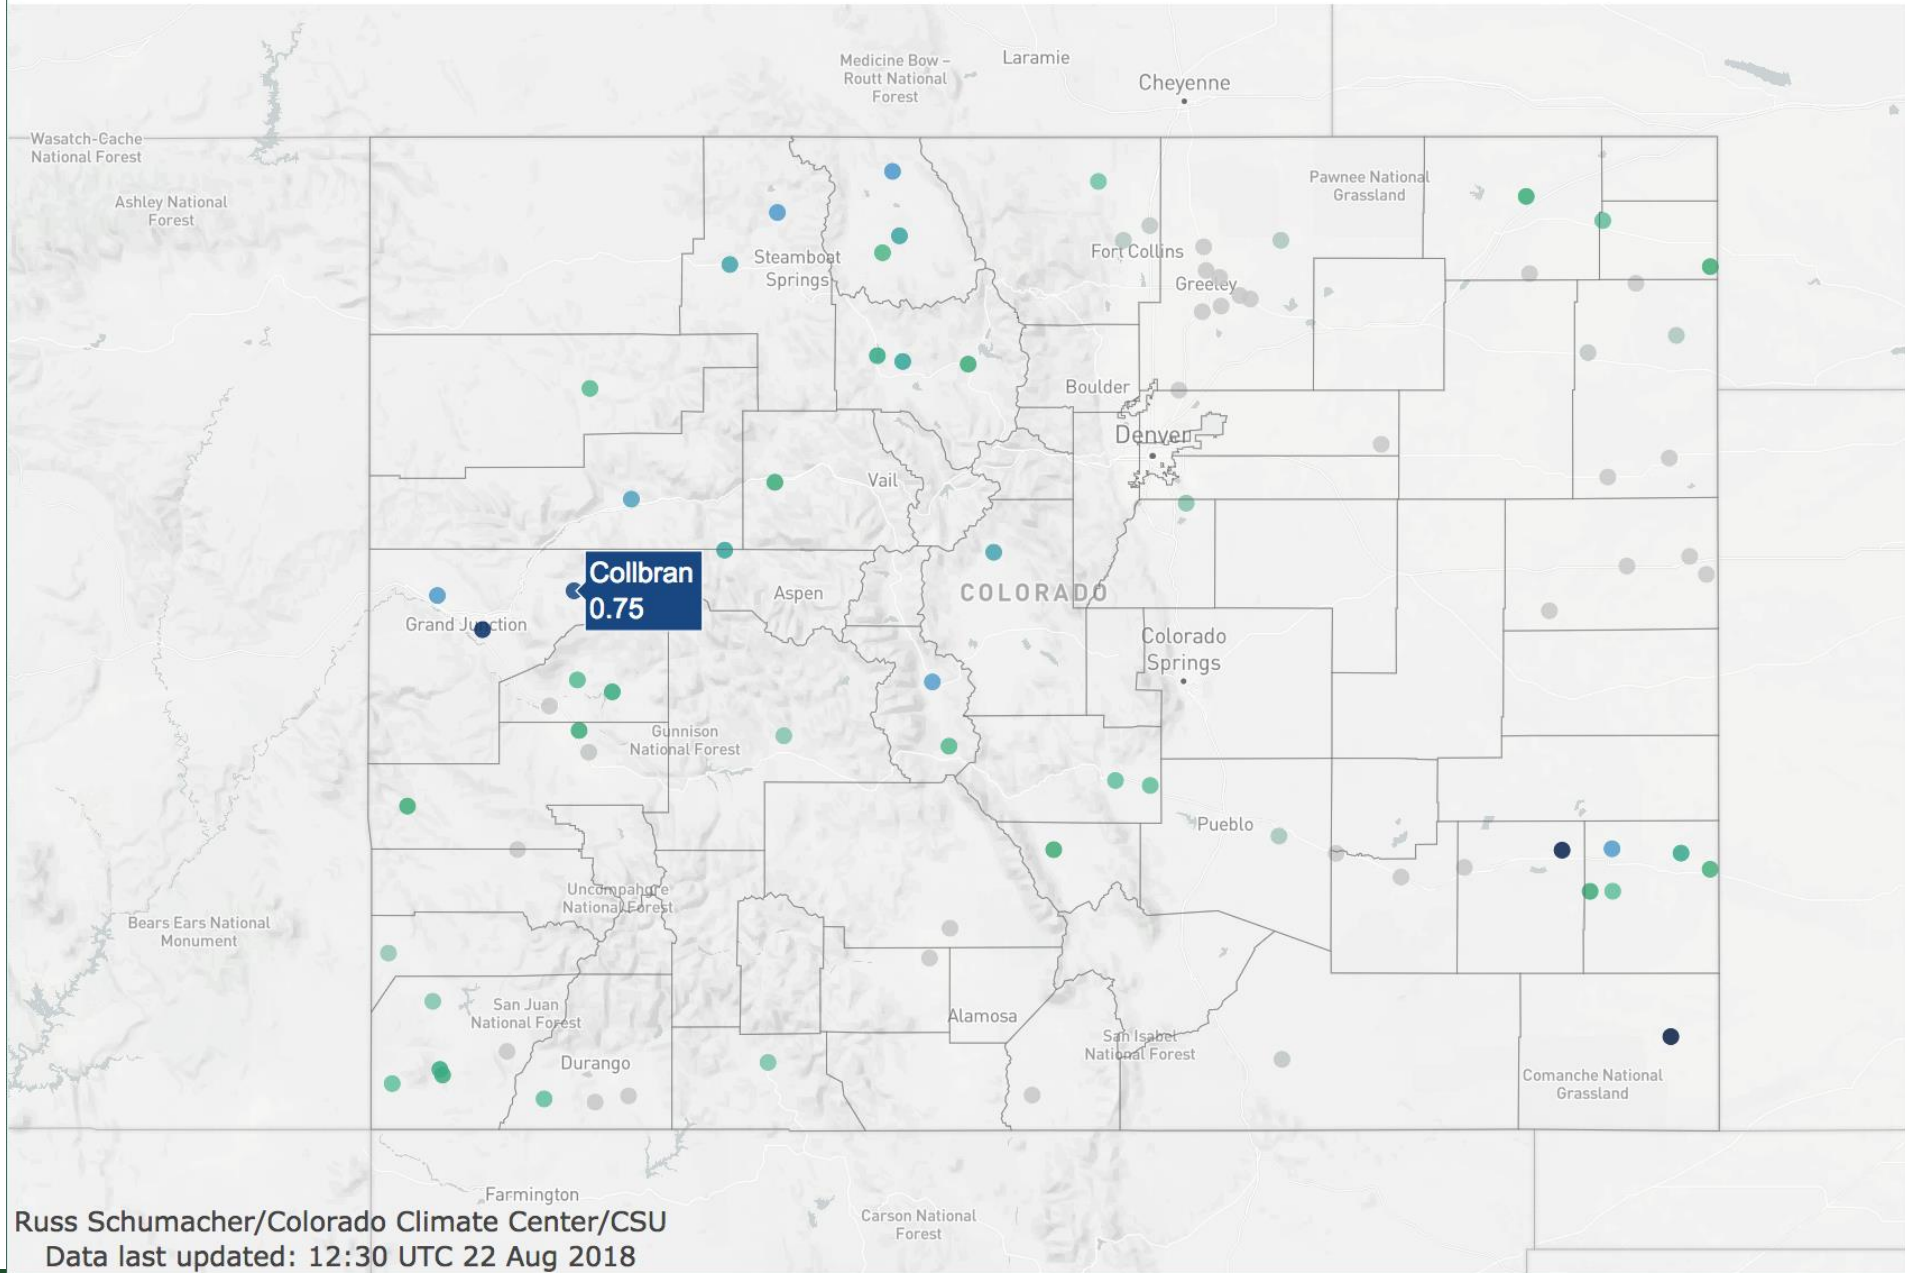 Laramie
Medicine Bow –
Routt National
Forest
Cheyenne
Wasatch-Cache
National Forest
Ashley National
Forest
Pawnee National
Grassland
Steamboat
Springs
Fort Collins
Greeley
Boulder
Denver
Vail
Collbran
0.75
Aspen
COLORADO
Grand Junction
Colorado
Springs
Gunnison
National Forest
Pueblo
Uncompahgre
National Forest
Bears Ears National
Monument
San Juan
National Forest
Alamosa
San Isabel
National Forest
Durango
Comanche National
Grassland
Farmington
Carson National
Forest
Russ Schumacher/Colorado Climate Center/CSU
Data last updated: 12:30 UTC 22 Aug 2018